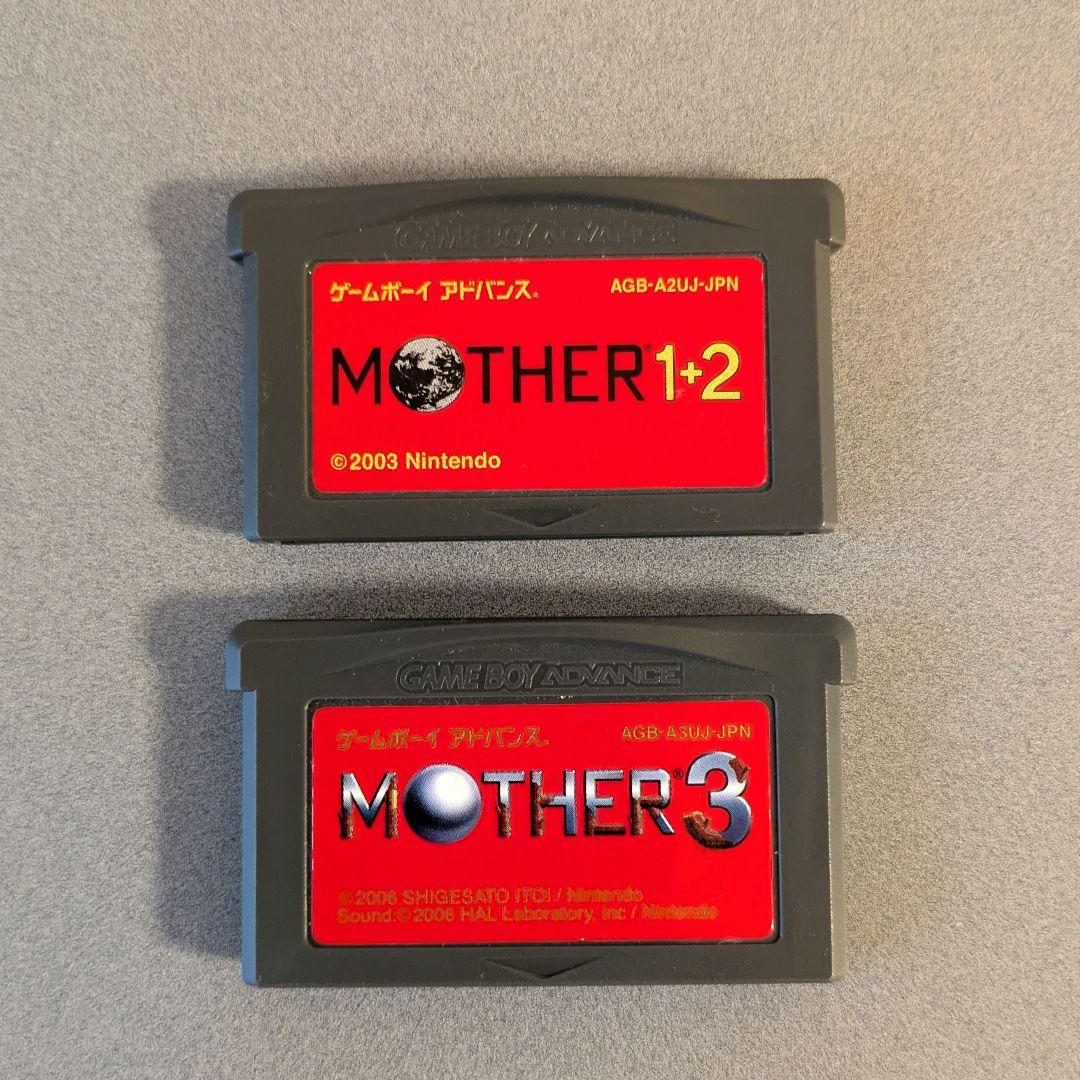 GAME BOY ADVANCE
ゲームボーイ アドバンス
AGB-A2UJ-JPN
MOTHER® 1+2
©2003 Nintendo
GAME BOY ADVANCE
ゲームボーイ アドバンス
AGB-A3UJ-JPN
MOTHER® 3
©2006 SHIGESATO ITOI / Nintendo
Sound:©2006 HAL Laboratory, inc / Nintendo